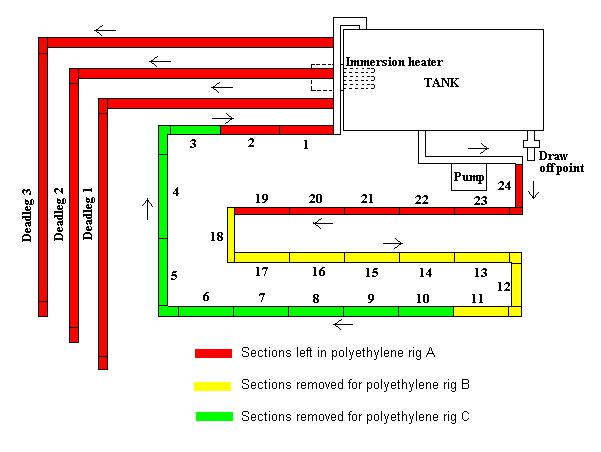 Immersion heater
TANK
Draw
off point
Pump
3
2
1
24
4
19
20
21
22
23
18
17
16
15
14
13
12
5
6
7
8
9
10
11
Deadleg 3
Deadleg 2
Deadleg 1
Sections left in polyethylene rig A
Sections removed for polyethylene rig B
Sections removed for polyethylene rig C